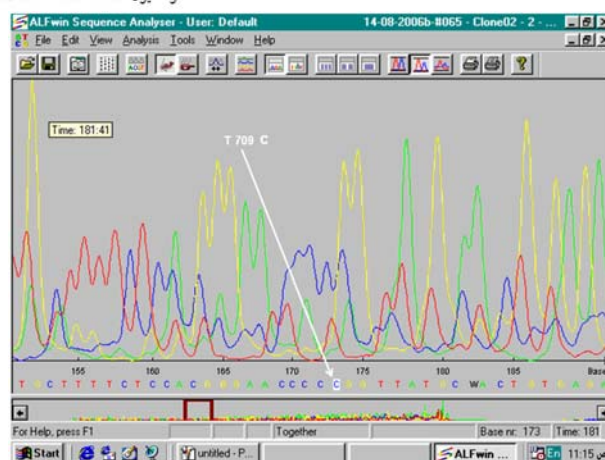 ALFwin Sequence Analyser - User: Default 14-08-2006b-#065 - Clone02 - 2 - ...
File Edit View Analysis Tools Window Help
Time: 181:41
T 709 C
155 160 165 170 175 180 185 Base
T G C T T T T C T C C A C G G G A A C C C C C G G T T A T G C W A C T G T G A G
For Help, press F1 Together Base nr: 173 Time: 181
Start untitled - P... ALFwin ... En 11:15